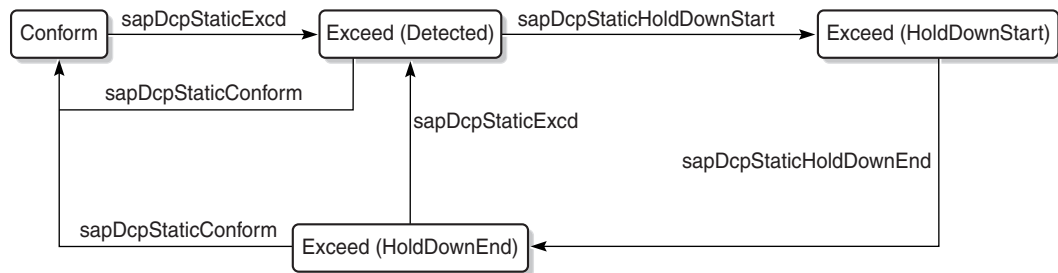 Conform
sapDcpStaticExcd
Exceed (Detected)
sapDcpStaticHoldDownStart
Exceed (HoldDownStart)
sapDcpStaticConform
sapDcpStaticExcd
sapDcpStaticHoldDownEnd
sapDcpStaticConform
Exceed (HoldDownEnd)